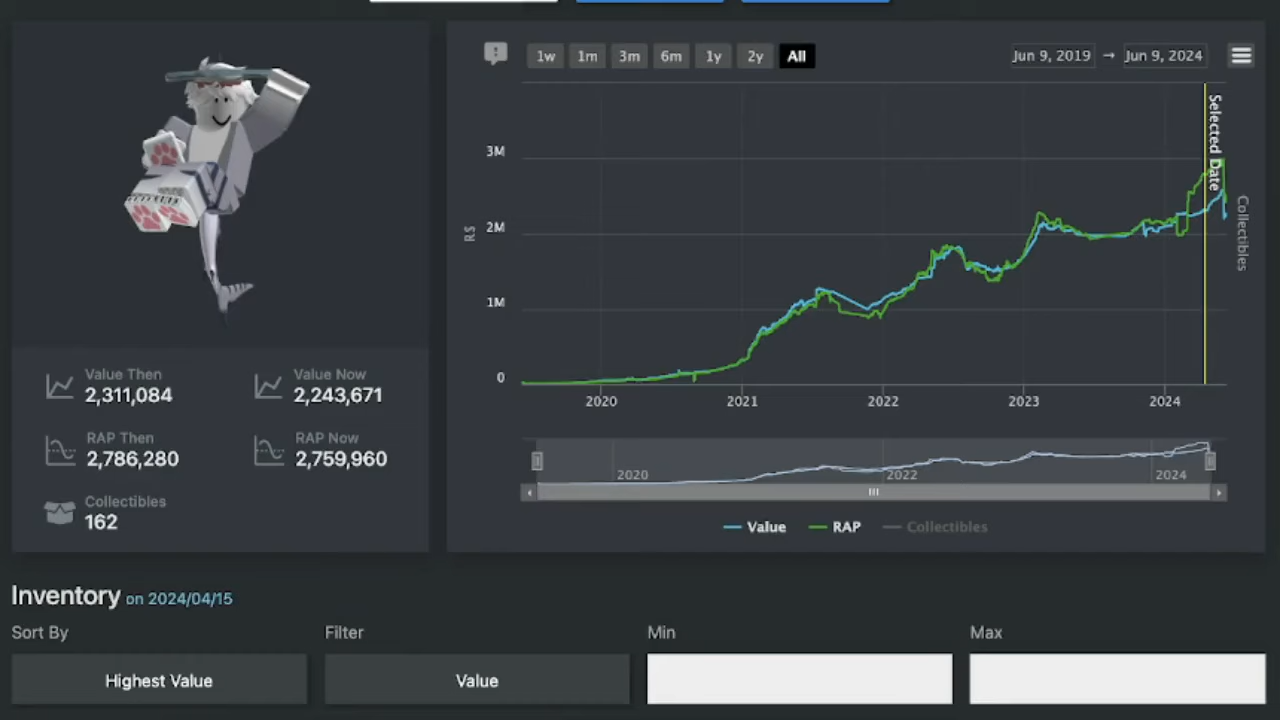 1w 1m 3m 6m 1y 2y All Jun 9, 2019 → Jun 9, 2024
3M
2M
1M
0
R$
Selected Date
Collectibles
2020 2021 2022 2023 2024
2020 2022 2024
Value RAP Collectibles
Value Then
2,311,084
Value Now
2,243,671
RAP Then
2,786,280
RAP Now
2,759,960
Collectibles
162
Inventory on 2024/04/15
Sort By Filter Min Max
Highest Value Value